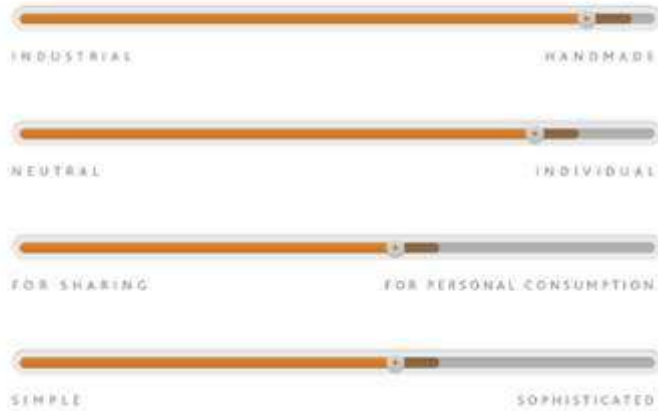 INDUSTRIAL HANDMADE
NEUTRAL INDIVIDUAL
FOR SHARING FOR PERSONAL CONSUMPTION
SIMPLE SOPHISTICATED